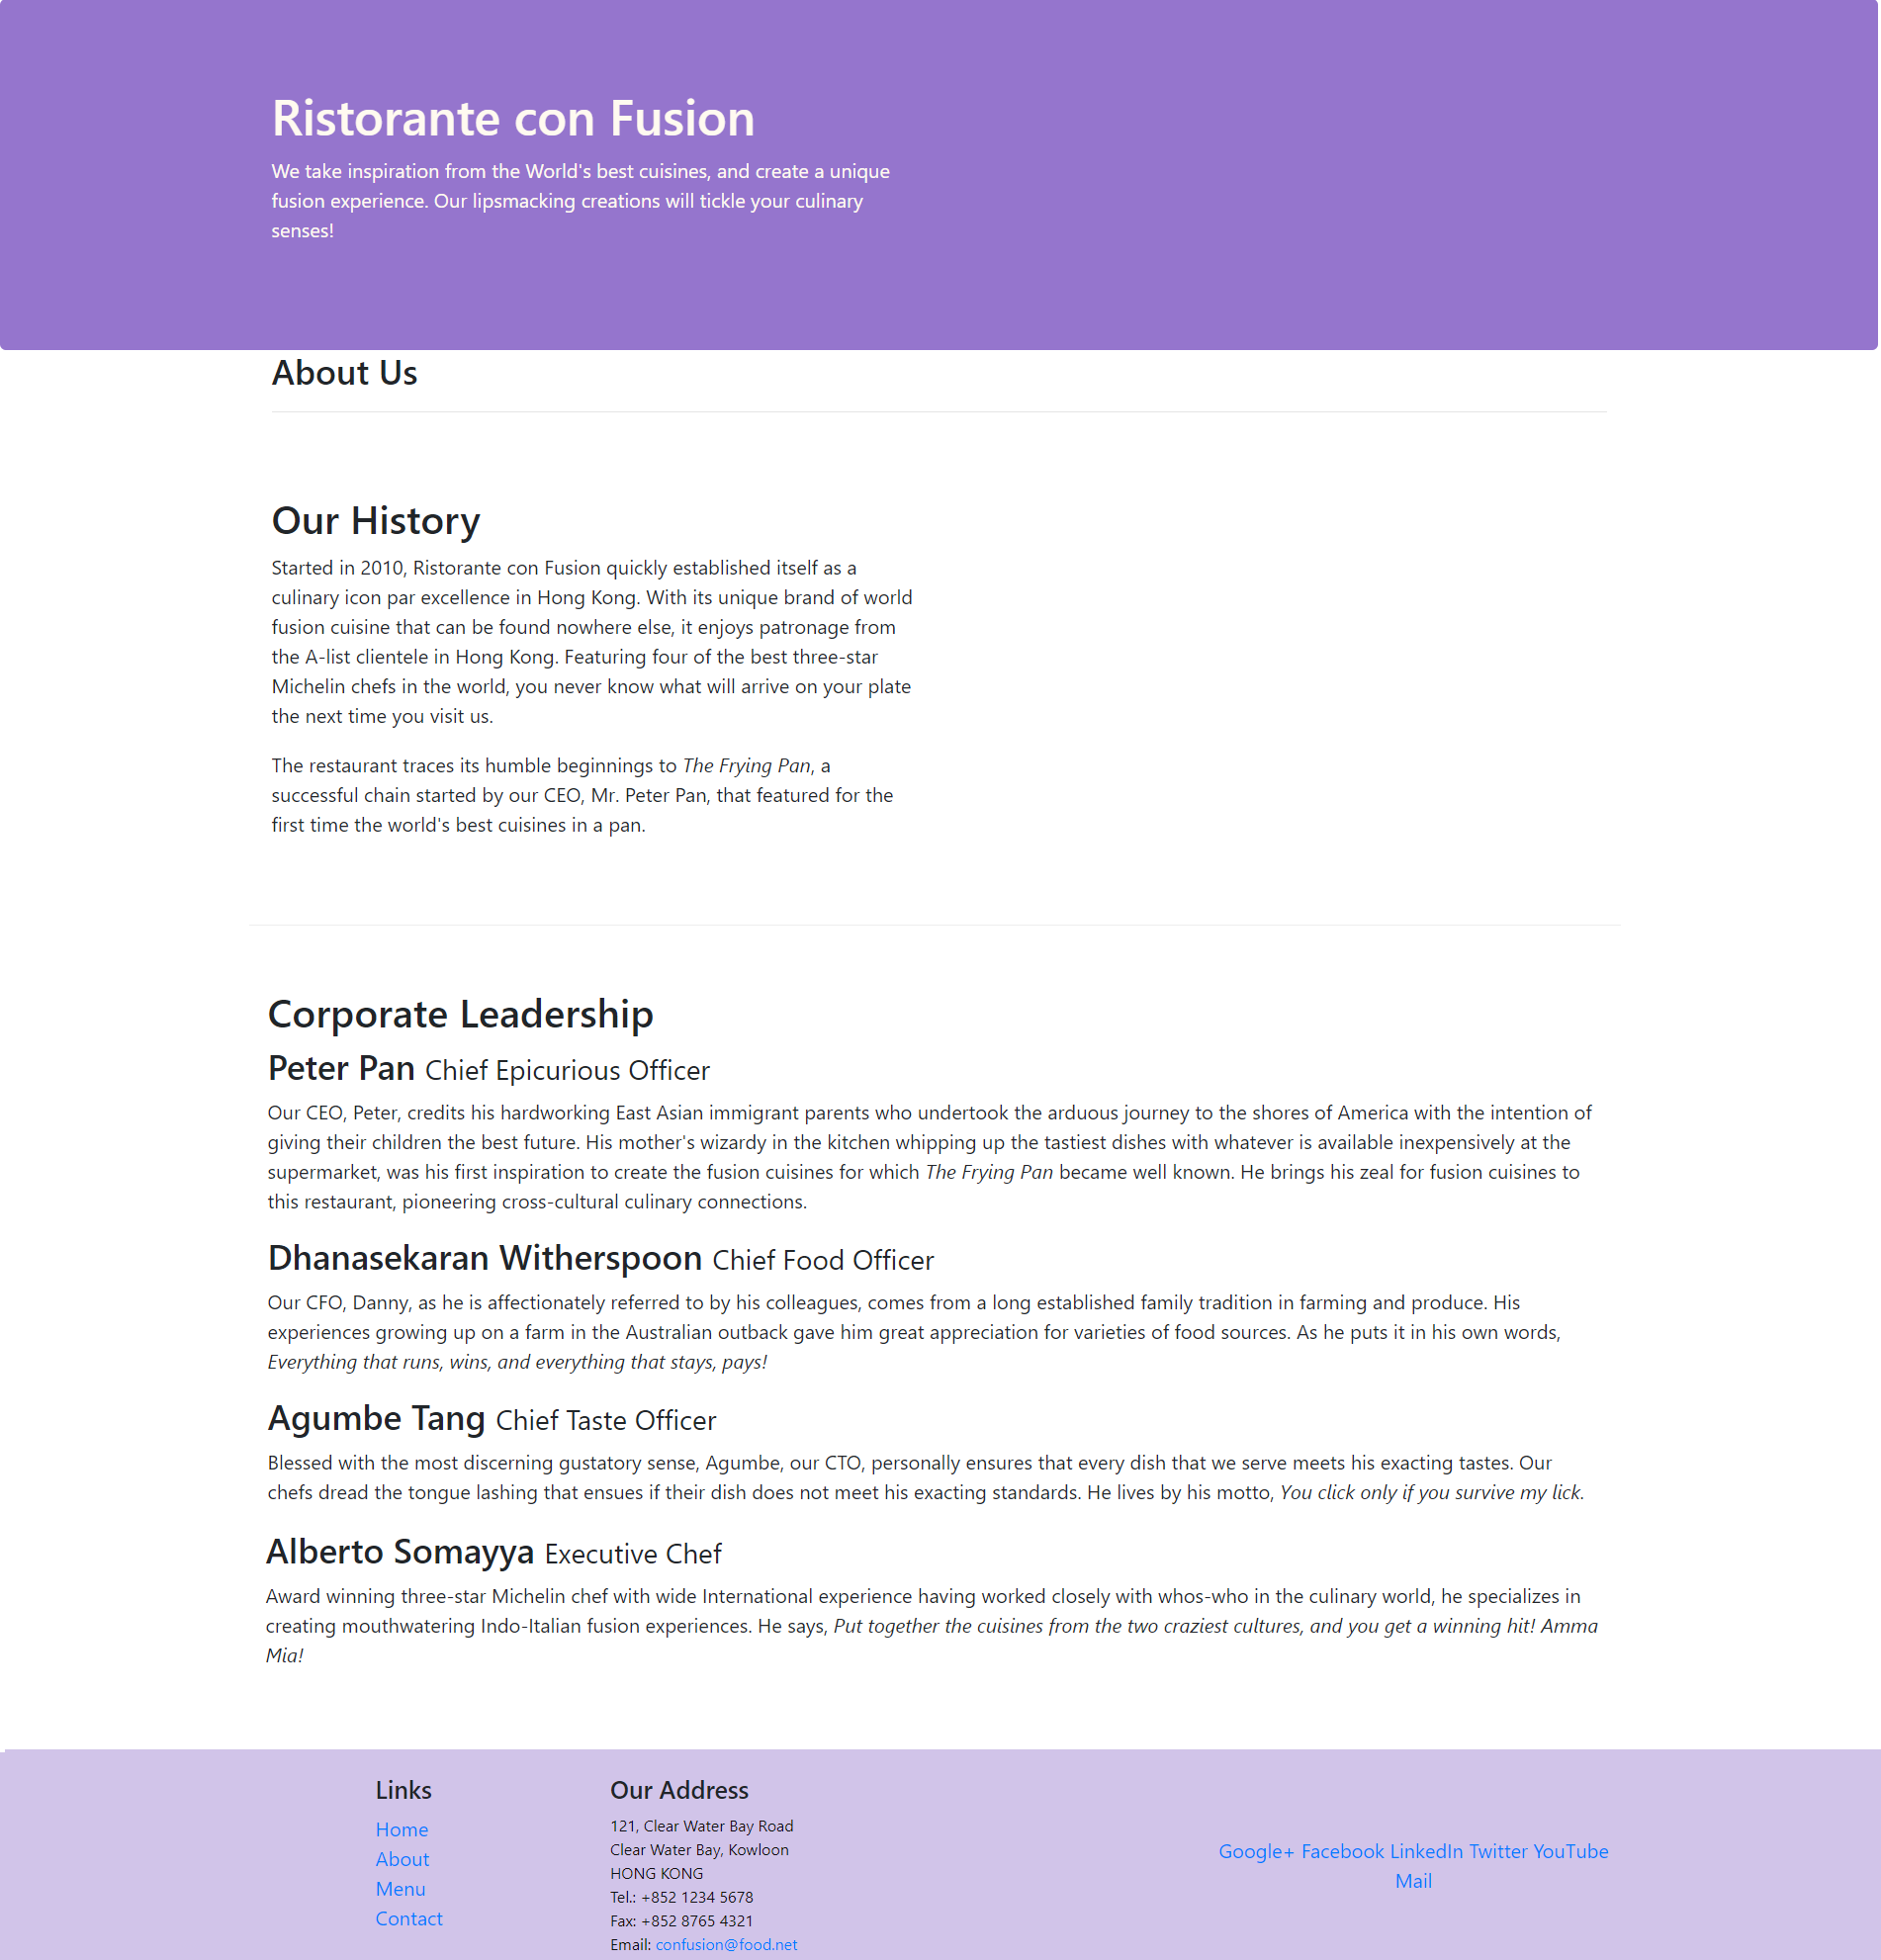 Ristorante con Fusion
We take inspiration from the World's best cuisines, and create a unique
fusion experience. Our lipsmacking creations will tickle your culinary
senses!
About Us
Our History
Started in 2010, Ristorante con Fusion quickly established itself as a
culinary icon par excellence in Hong Kong. With its unique brand of world
fusion cuisine that can be found nowhere else, it enjoys patronage from
the A-list clientele in Hong Kong. Featuring four of the best three-star
Michelin chefs in the world, you never know what will arrive on your plate
the next time you visit us.
The restaurant traces its humble beginnings to The Frying Pan, a
successful chain started by our CEO, Mr. Peter Pan, that featured for the
first time the world's best cuisines in a pan.
Corporate Leadership
Peter Pan Chief Epicurious Officer
Our CEO, Peter, credits his hardworking East Asian immigrant parents who undertook the arduous journey to the shores of America with the intention of
giving their children the best future. His mother's wizardy in the kitchen whipping up the tastiest dishes with whatever is available inexpensively at the
supermarket, was his first inspiration to create the fusion cuisines for which The Frying Pan became well known. He brings his zeal for fusion cuisines to
this restaurant, pioneering cross-cultural culinary connections.
Dhanasekaran Witherspoon Chief Food Officer
Our CFO, Danny, as he is affectionately referred to by his colleagues, comes from a long established family tradition in farming and produce. His
experiences growing up on a farm in the Australian outback gave him great appreciation for varieties of food sources. As he puts it in his own words,
Everything that runs, wins, and everything that stays, pays!
Agumbe Tang Chief Taste Officer
Blessed with the most discerning gustatory sense, Agumbe, our CTO, personally ensures that every dish that we serve meets his exacting tastes. Our
chefs dread the tongue lashing that ensues if their dish does not meet his exacting standards. He lives by his motto, You click only if you survive my lick.
Alberto Somayya Executive Chef
Award winning three-star Michelin chef with wide International experience having worked closely with whos-who in the culinary world, he specializes in
creating mouthwatering Indo-Italian fusion experiences. He says, Put together the cuisines from the two craziest cultures, and you get a winning hit! Amma
Mia!
Links
Home
About
Menu
Contact
Our Address
121, Clear Water Bay Road
Clear Water Bay, Kowloon
HONG KONG
Tel.: +852 1234 5678
Fax: +852 8765 4321
Email: confusion@food.net
Google+ Facebook LinkedIn Twitter YouTube
Mail